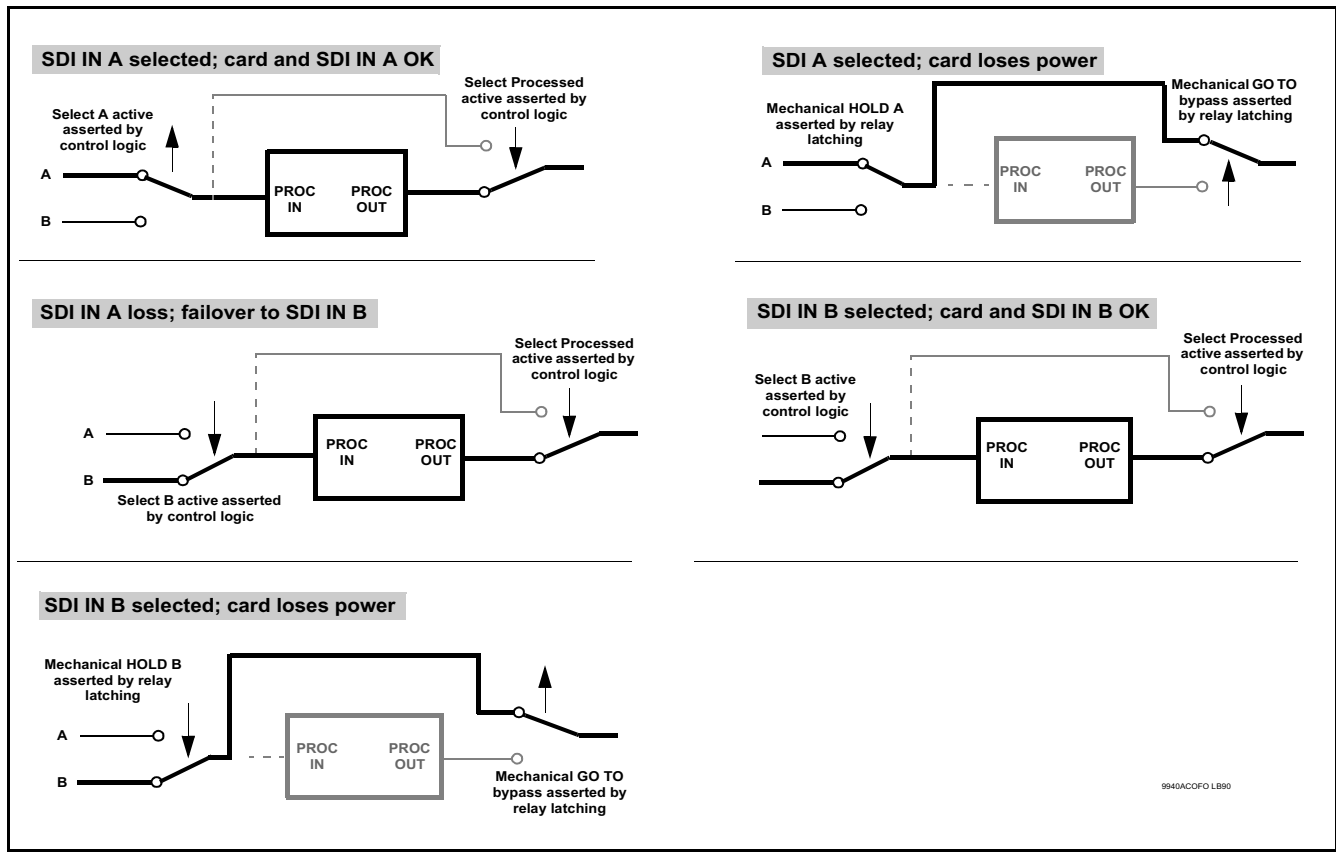 SDI IN A selected; card and SDI IN A OK
Select A active
asserted by
control logic
Select Processed
active asserted by
control logic
A
B
PROC
IN
PROC
OUT
SDI A selected; card loses power
Mechanical HOLD A
asserted by relay
latching
Mechanical GO TO
bypass asserted
by relay latching
A
B
PROC
IN
PROC
OUT
SDI IN A loss; failover to SDI IN B
Select Processed
active asserted by
control logic
A
B
PROC
IN
PROC
OUT
Select B active asserted
by control logic
SDI IN B selected; card and SDI IN B OK
Select B active
asserted by
control logic
Select Processed
active asserted by
control logic
PROC
IN
PROC
OUT
SDI IN B selected; card loses power
Mechanical HOLD B
asserted by relay
latching
A
B
PROC
IN
PROC
OUT
Mechanical GO TO
bypass asserted by
relay latching
9940ACOFO LB90